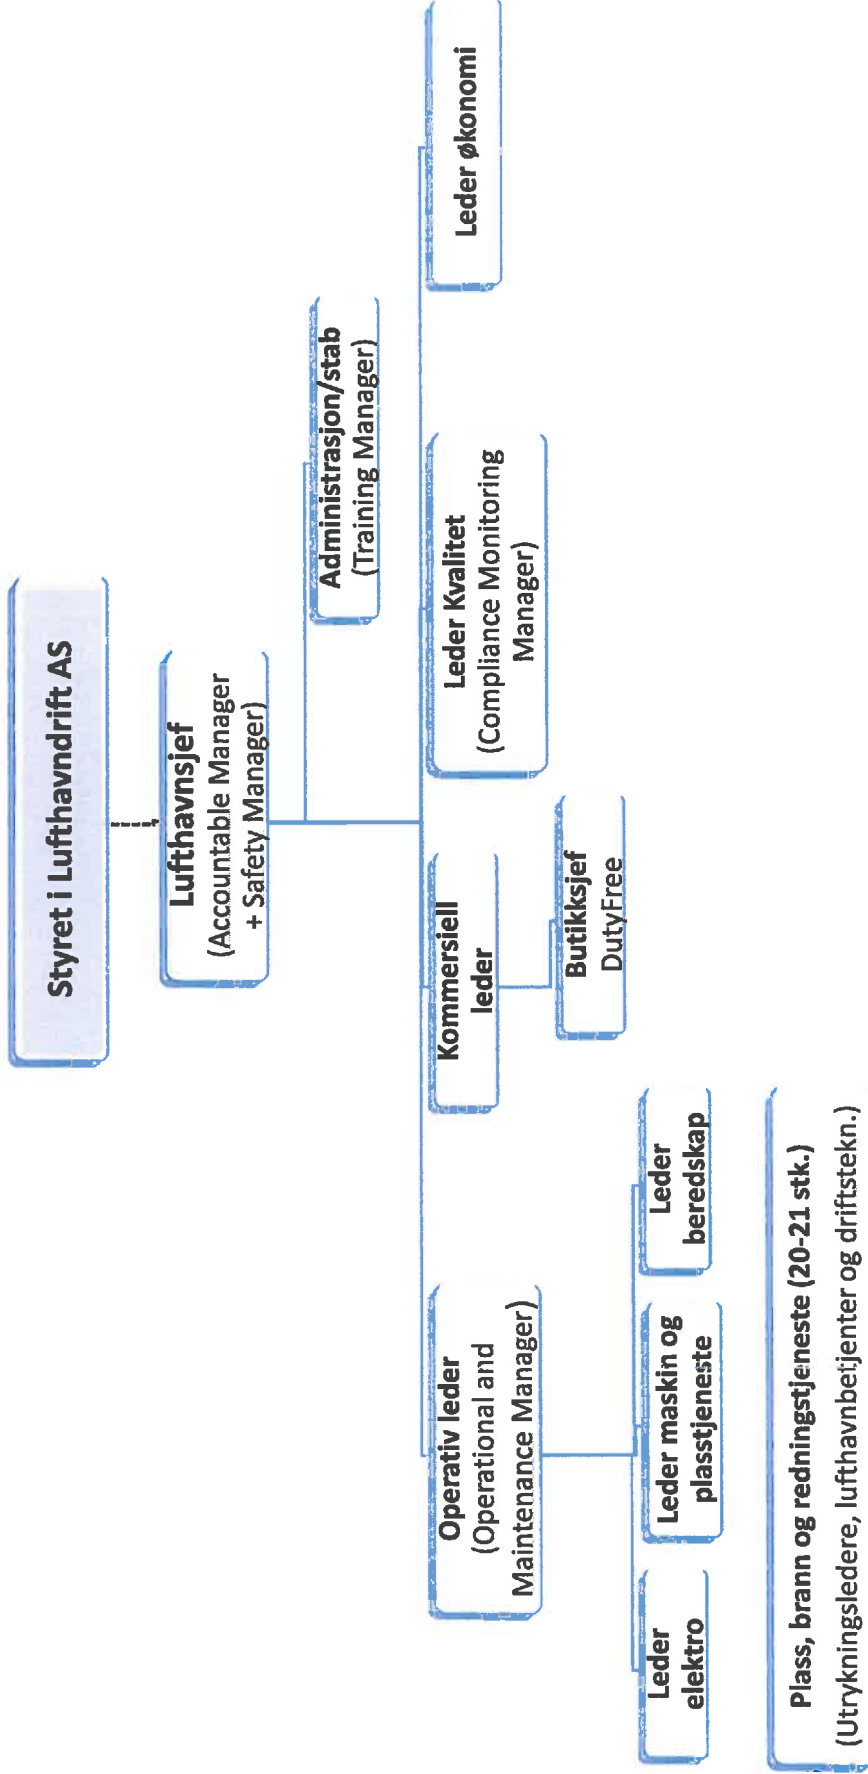 Styret i Lufthavndrift AS
Lufthavnsjef
(Accountable Manager
+ Safety Manager)
Administrasjon/stab
(Training Manager)
Operativ leder
(Operational and
Maintenance Manager)
Kommersiell
leder
Leder Kvalitet
(Compliance Monitoring
Manager)
Leder økonomi
Butikksjef
DutyFree
Leder
elektro
Leder maskin og
plasstjeneste
Leder
beredskap
Plass, brann og redningstjeneste (20-21 stk.)
(Utrykningsledere, lufthavnbetjenter og driftstekn.)